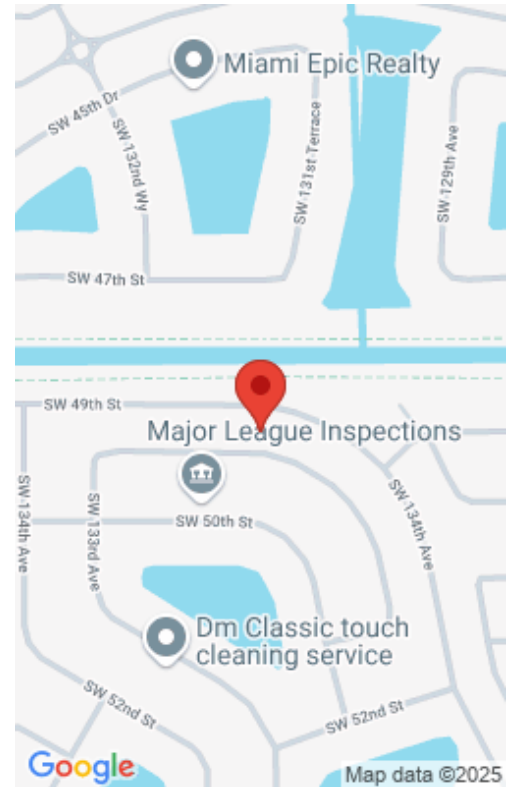 Miami Epic Realty
SW 45th Dr
SW 132nd Wy
SW 131st Terrace
SW 129th Ave
SW 47th St
SW 49th St
Major League Inspections
SW 134th Ave
SW 133rd Ave
SW 50th St
SW 134th Ave
Dm Classic touch
cleaning service
SW 52nd St
SW 52nd St
Google
Map data ©2025